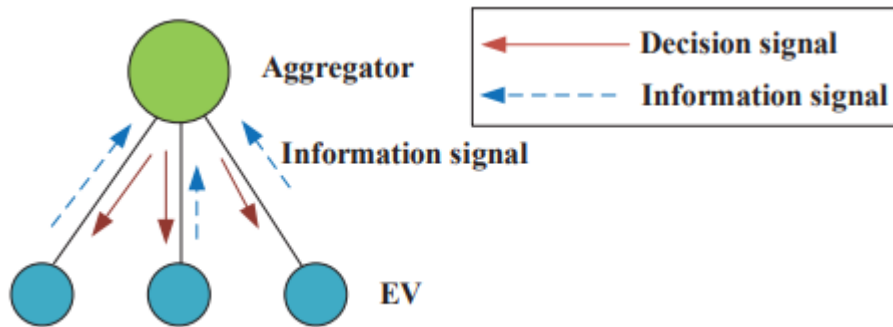 Aggregator
Decision signal
Information signal
Information signal
EV